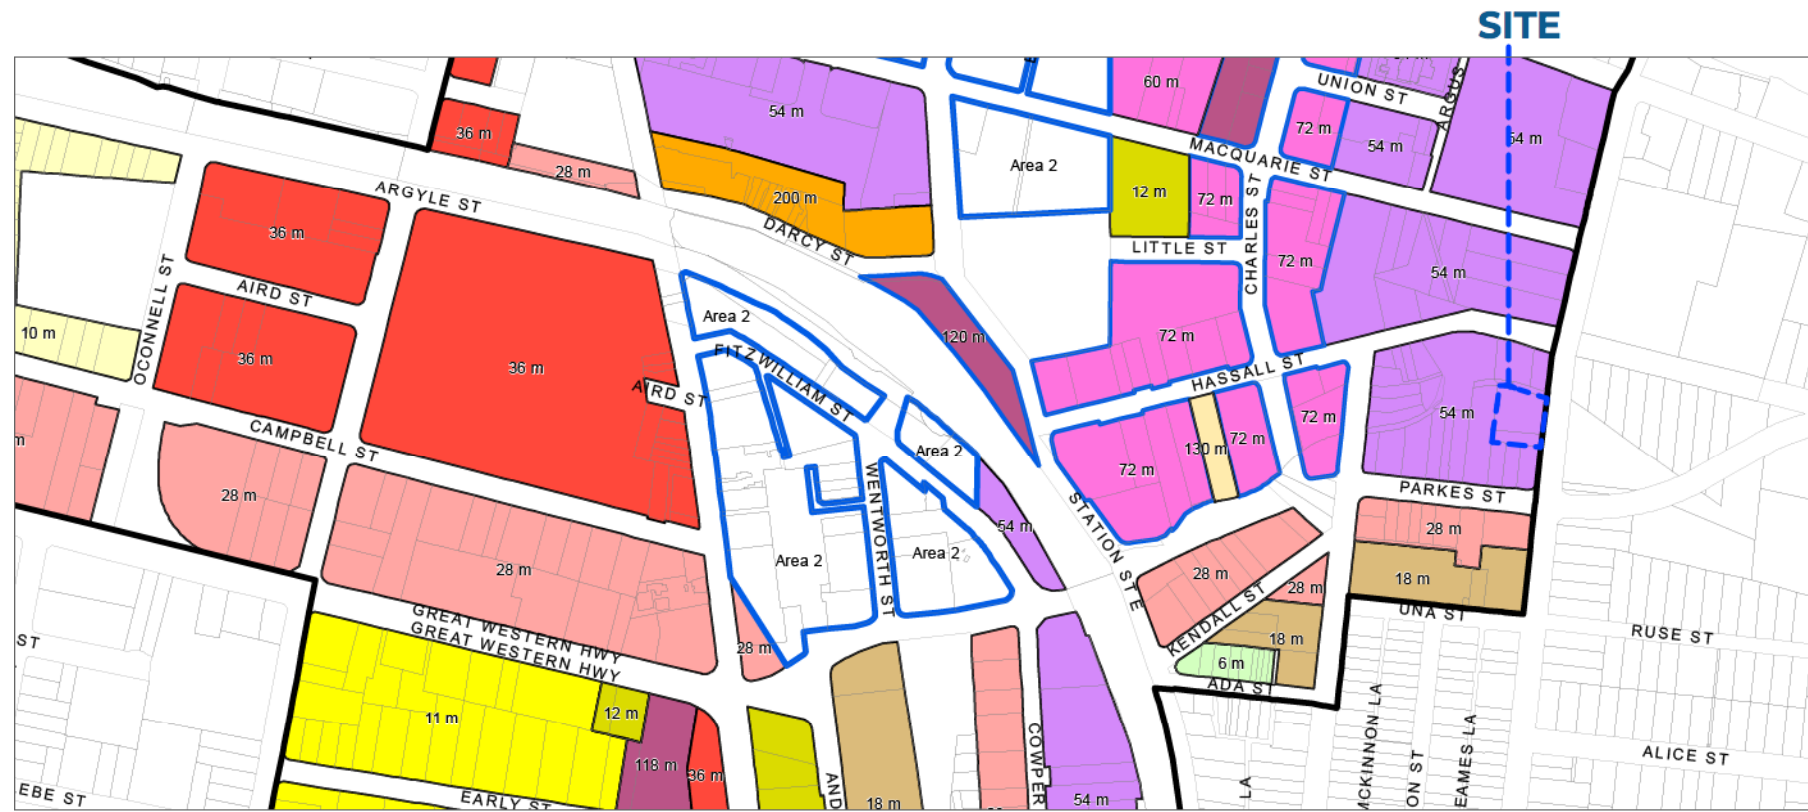 SITE
60 m
UNION ST
ARGUS
54 m
36 m
28 m
72 m
54 m
54 m
MACQUARIE ST
Area 2
12 m
72 m
ARGYLE ST
200 m
DARCY ST
LITTLE ST
CHARLES ST
36 m
72 m
54 m
OCONNELL ST
AIRD ST
Area 2
10 m
36 m
36 m
120 m
72 m
FITZWILLIAM ST
HASSALL ST
AIRD ST
72 m
54 m
CAMPBELL ST
m
Area 2
130 m
72 m
72 m
28 m
WENTWORTH ST
PARKES ST
STATION ST E
54 m
28 m
28 m
Area 2
Area 2
28 m
28 m
18 m
KENDALL ST
UNA ST
GREAT WESTERN HWY
GREAT WESTERN HWY
28 m
18 m
RUSE ST
ST
6 m
ADA ST
11 m
12 m
118 m
36 m
COWPER
MCKINNON LA
EAMES LA
ON ST
LA
ALICE ST
EBE ST
EARLY ST
AND
18 m
54 m